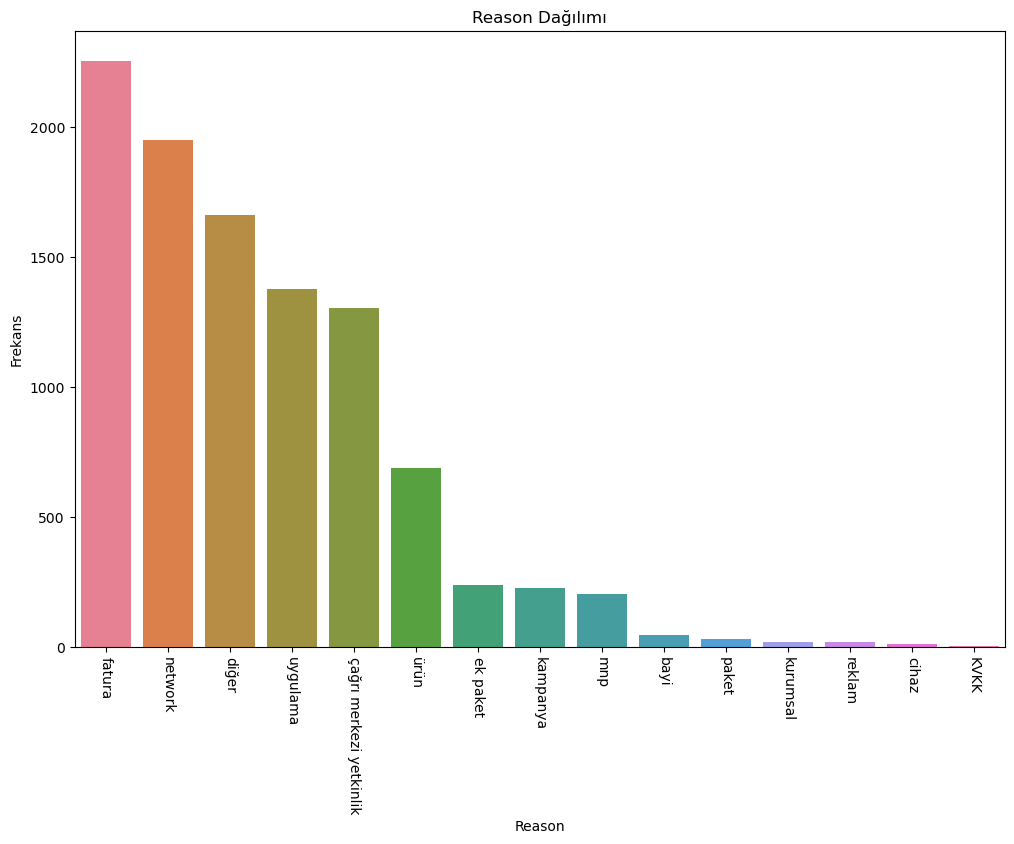 Reason Dağılımı
Frekans
2000
1500
1000
500
0
fatura
network
diğer
uygulama
çağrı merkezi yetkinlik
ürün
ek paket
kampanya
mnp
bayi
paket
kurumsal
reklam
cihaz
KVKK
Reason